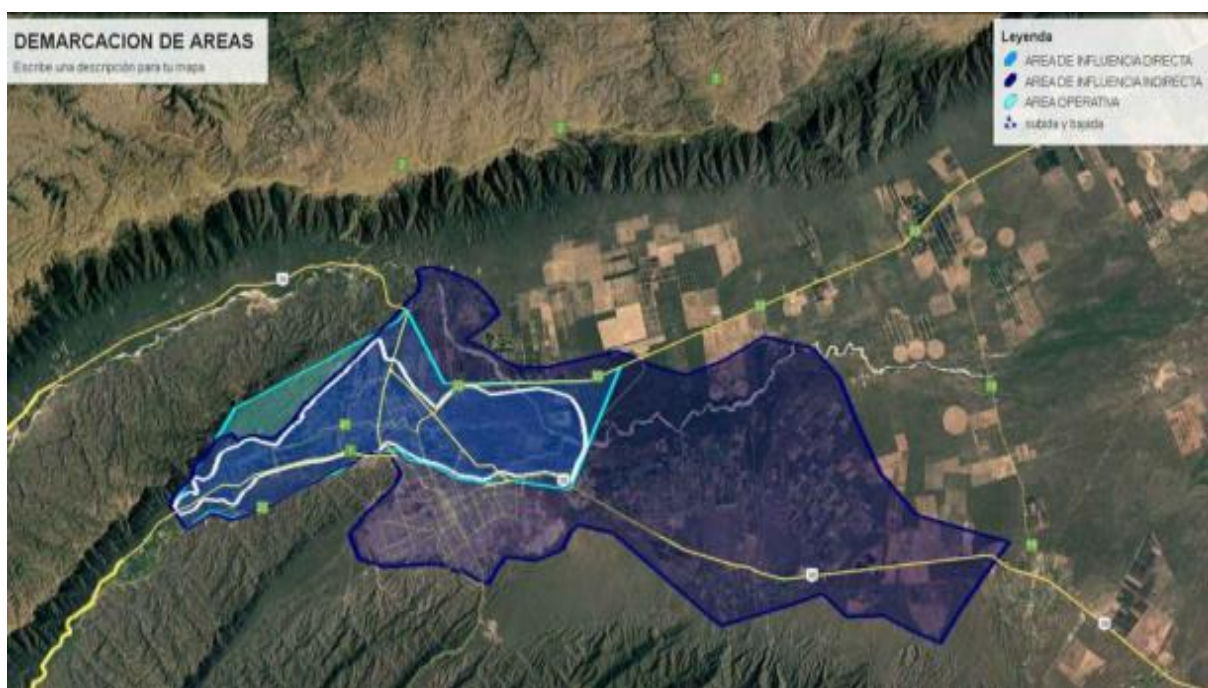 DEMARCACION DE AREAS
Escribe una descripción para tu mapa
Leyenda
AREA DE INFLUENCIA DIRECTA
AREA DE INFLUENCIA INDIRECTA
AREA OPERATIVA
subida y bajada